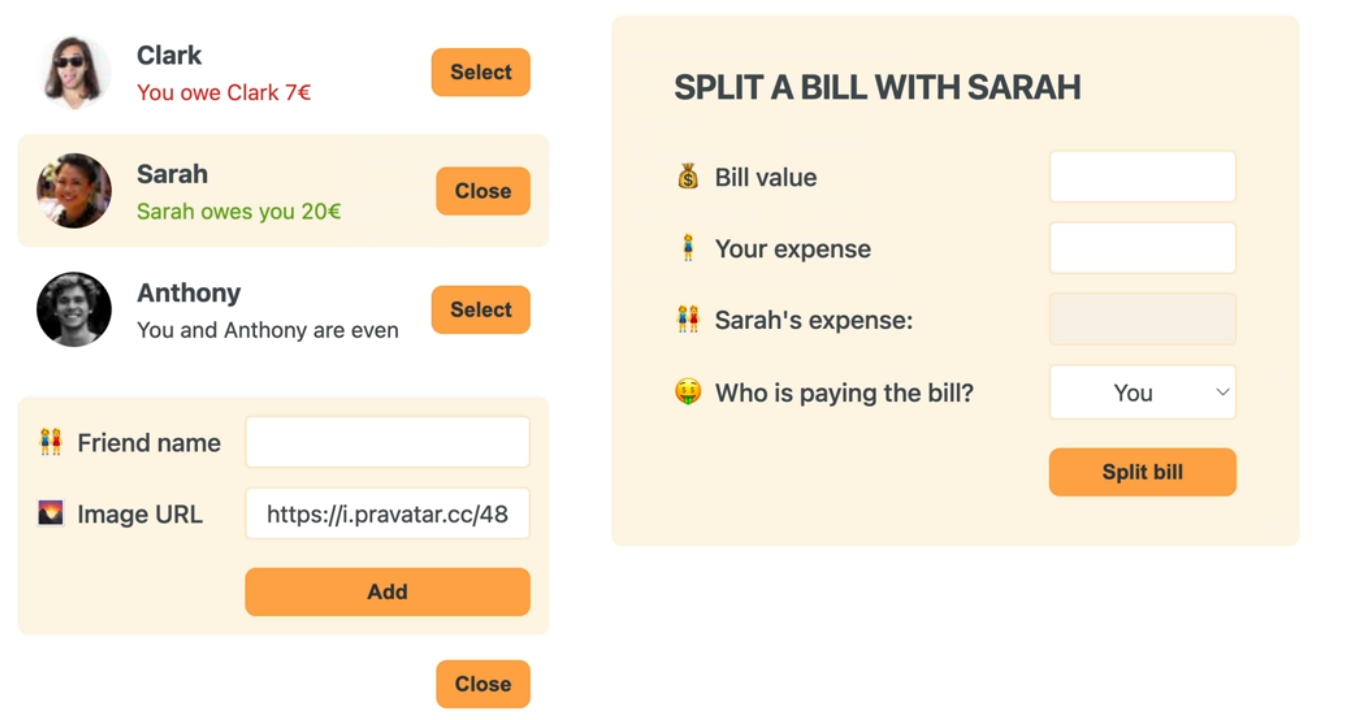 Clark
You owe Clark 7€
Select
Sarah
Sarah owes you 20€
Close
Anthony
You and Anthony are even
Select
Friend name
Image URL
https://i.pravatar.cc/48
Add
Close
SPLIT A BILL WITH SARAH
Bill value
Your expense
Sarah's expense:
Who is paying the bill?
You
Split bill